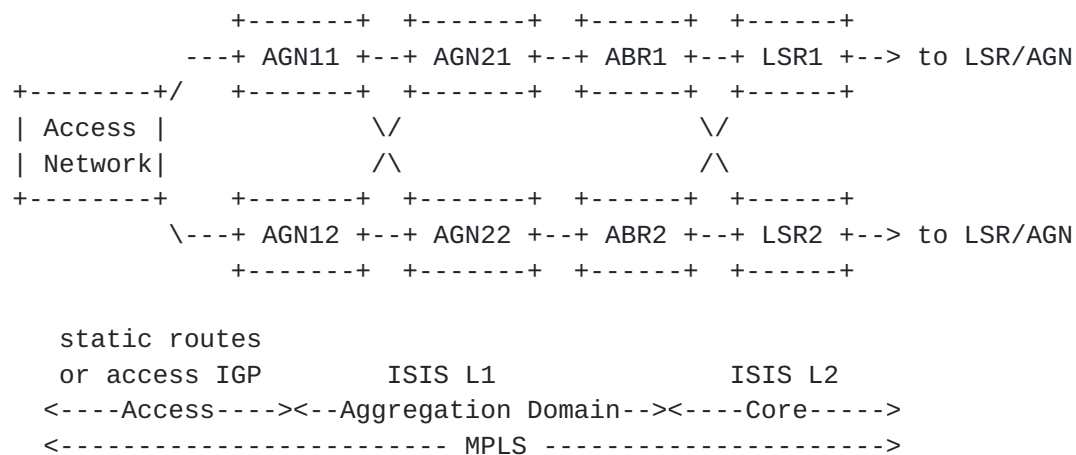 +-------+  +-------+  +------+  +------+
           ---+ AGN11 +--+ AGN21 +--+ ABR1 +--+ LSR1 +--> to LSR/AGN
+--------+/   +-------+  +-------+  +------+  +------+
| Access |             \/                   \/
| Network|             /\                   /\
+--------+    +-------+  +-------+  +------+  +------+
          \---+ AGN12 +--+ AGN22 +--+ ABR2 +--+ LSR2 +--> to LSR/AGN
              +-------+  +-------+  +------+  +------+

   static routes
   or access IGP        ISIS L1               ISIS L2
  <----Access----><--Aggregation Domain--><----Core----->
  <------------------------- MPLS ---------------------->